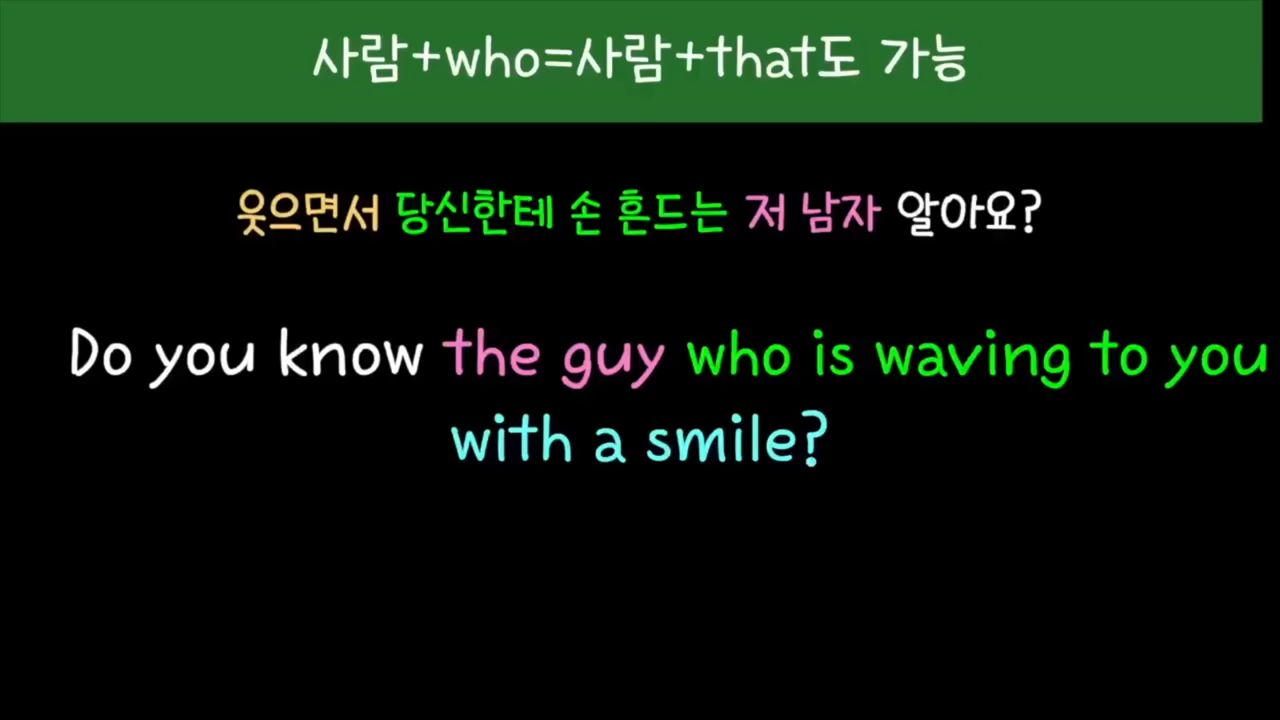 사람+who=사람+that도 가능
웃으면서 당신한테 손 흔드는 저 남자 알아요?
Do you know the guy who is waving to you
with a smile?